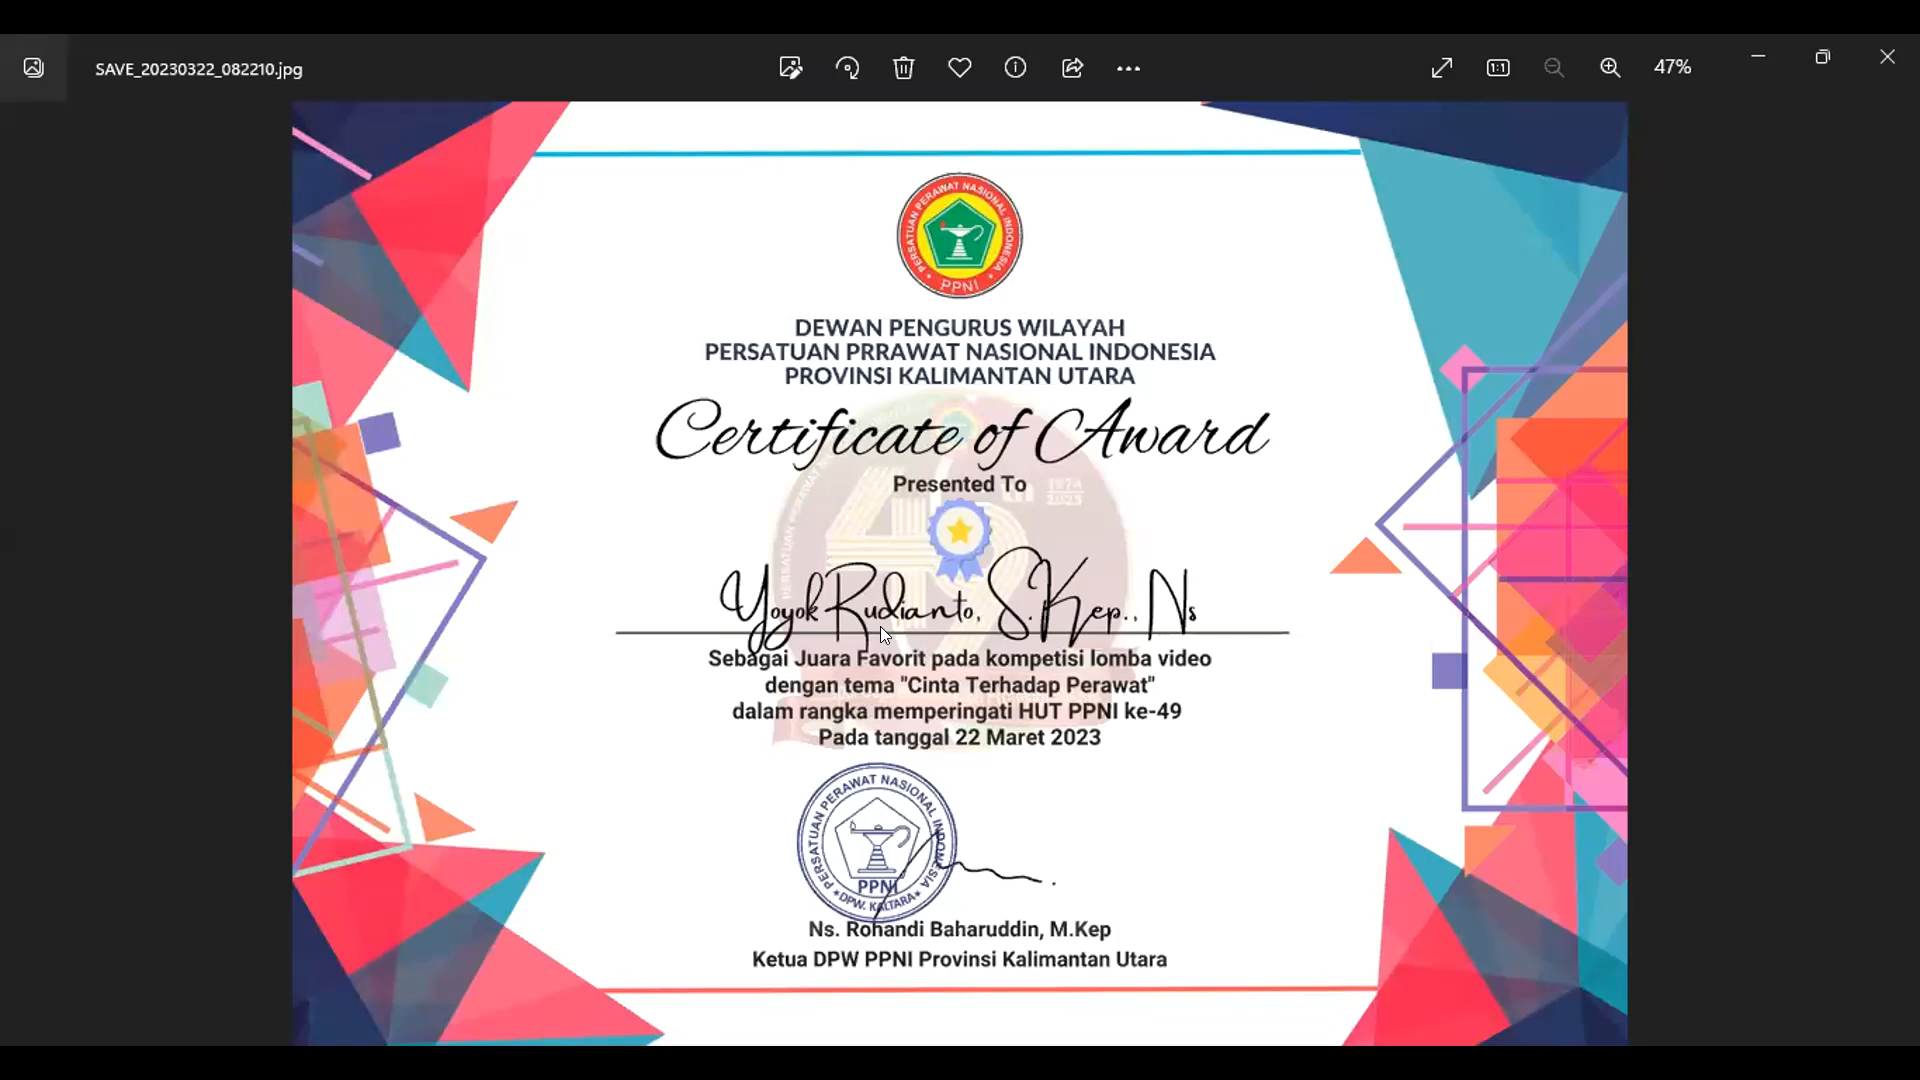 SAVE_20230322_082210.jpg
47%
PERSATUAN PERAWAT NASIONAL INDONESIA
PPNI
DEWAN PENGURUS WILAYAH
PERSATUAN PRRAWAT NASIONAL INDONESIA
PROVINSI KALIMANTAN UTARA
Certificate of Award
Presented To
1974
2023
49th
Yoyok Rudianto, S.Kep., Ns
Sebagai Juara Favorit pada kompetisi lomba video
dengan tema "Cinta Terhadap Perawat"
dalam rangka memperingati HUT PPNI ke-49
Pada tanggal 22 Maret 2023
PERSATUAN PERAWAT NASIONAL INDONESIA
PPNI
DPW. KALTARA
Ns. Rohandi Baharuddin, M.Kep
Ketua DPW PPNI Provinsi Kalimantan Utara